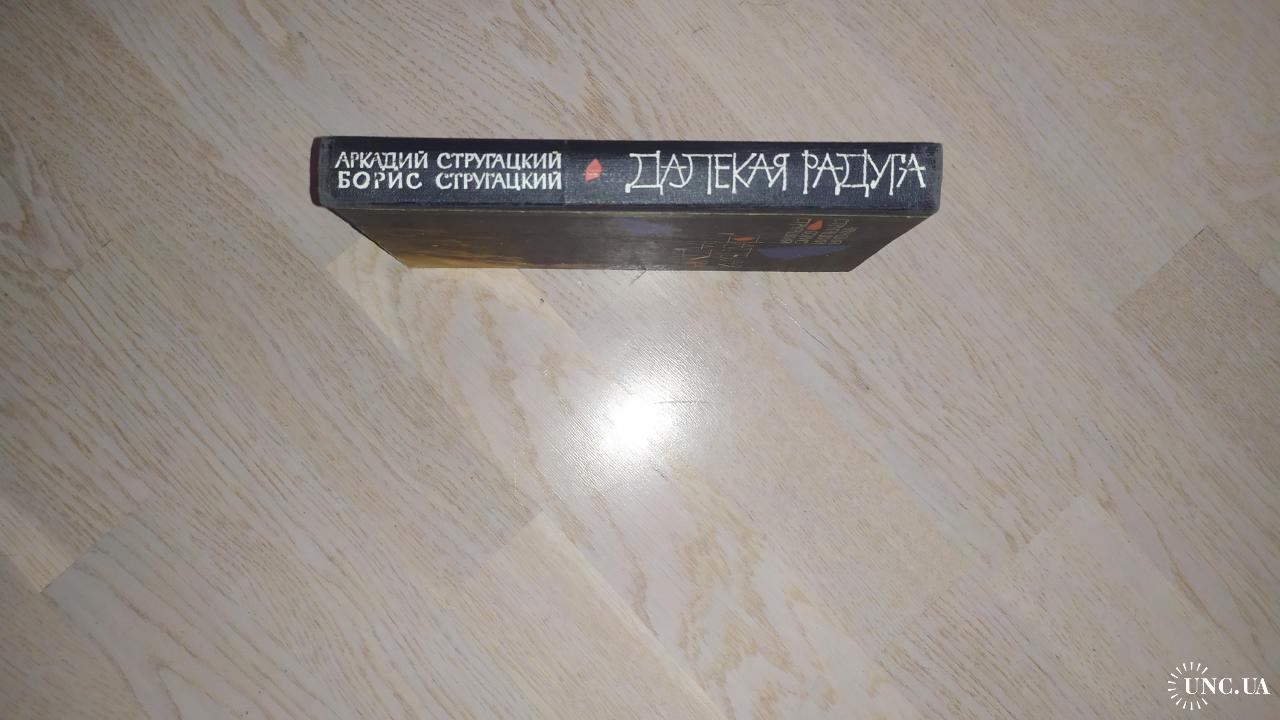 АРКАДИЙ СТРУГАЦКИЙ
БОРИС СТРУГАЦКИЙ
ДАЛЕКАЯ РАДУГА
UNC.UA